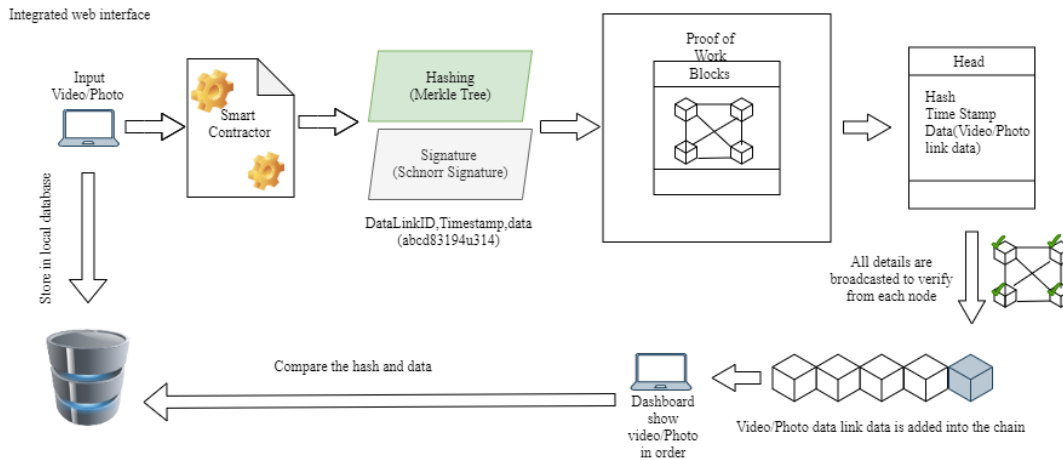 Integrated web interface
Input
Video/Photo
Smart
Contractor
Hashing
(Merkle Tree)
Signature
(Schnorr Signature)
DataLinkID,Timestamp,data
(abcd83194u314)
Proof of
Work
Blocks
Head
Hash
Time Stamp
Data(Video/Photo
link data)
Store in local database
All details are
broadcasted to verify
from each node
Compare the hash and data
Dashboard
show
video/Photo
in order
Video/Photo data link data is added into the chain